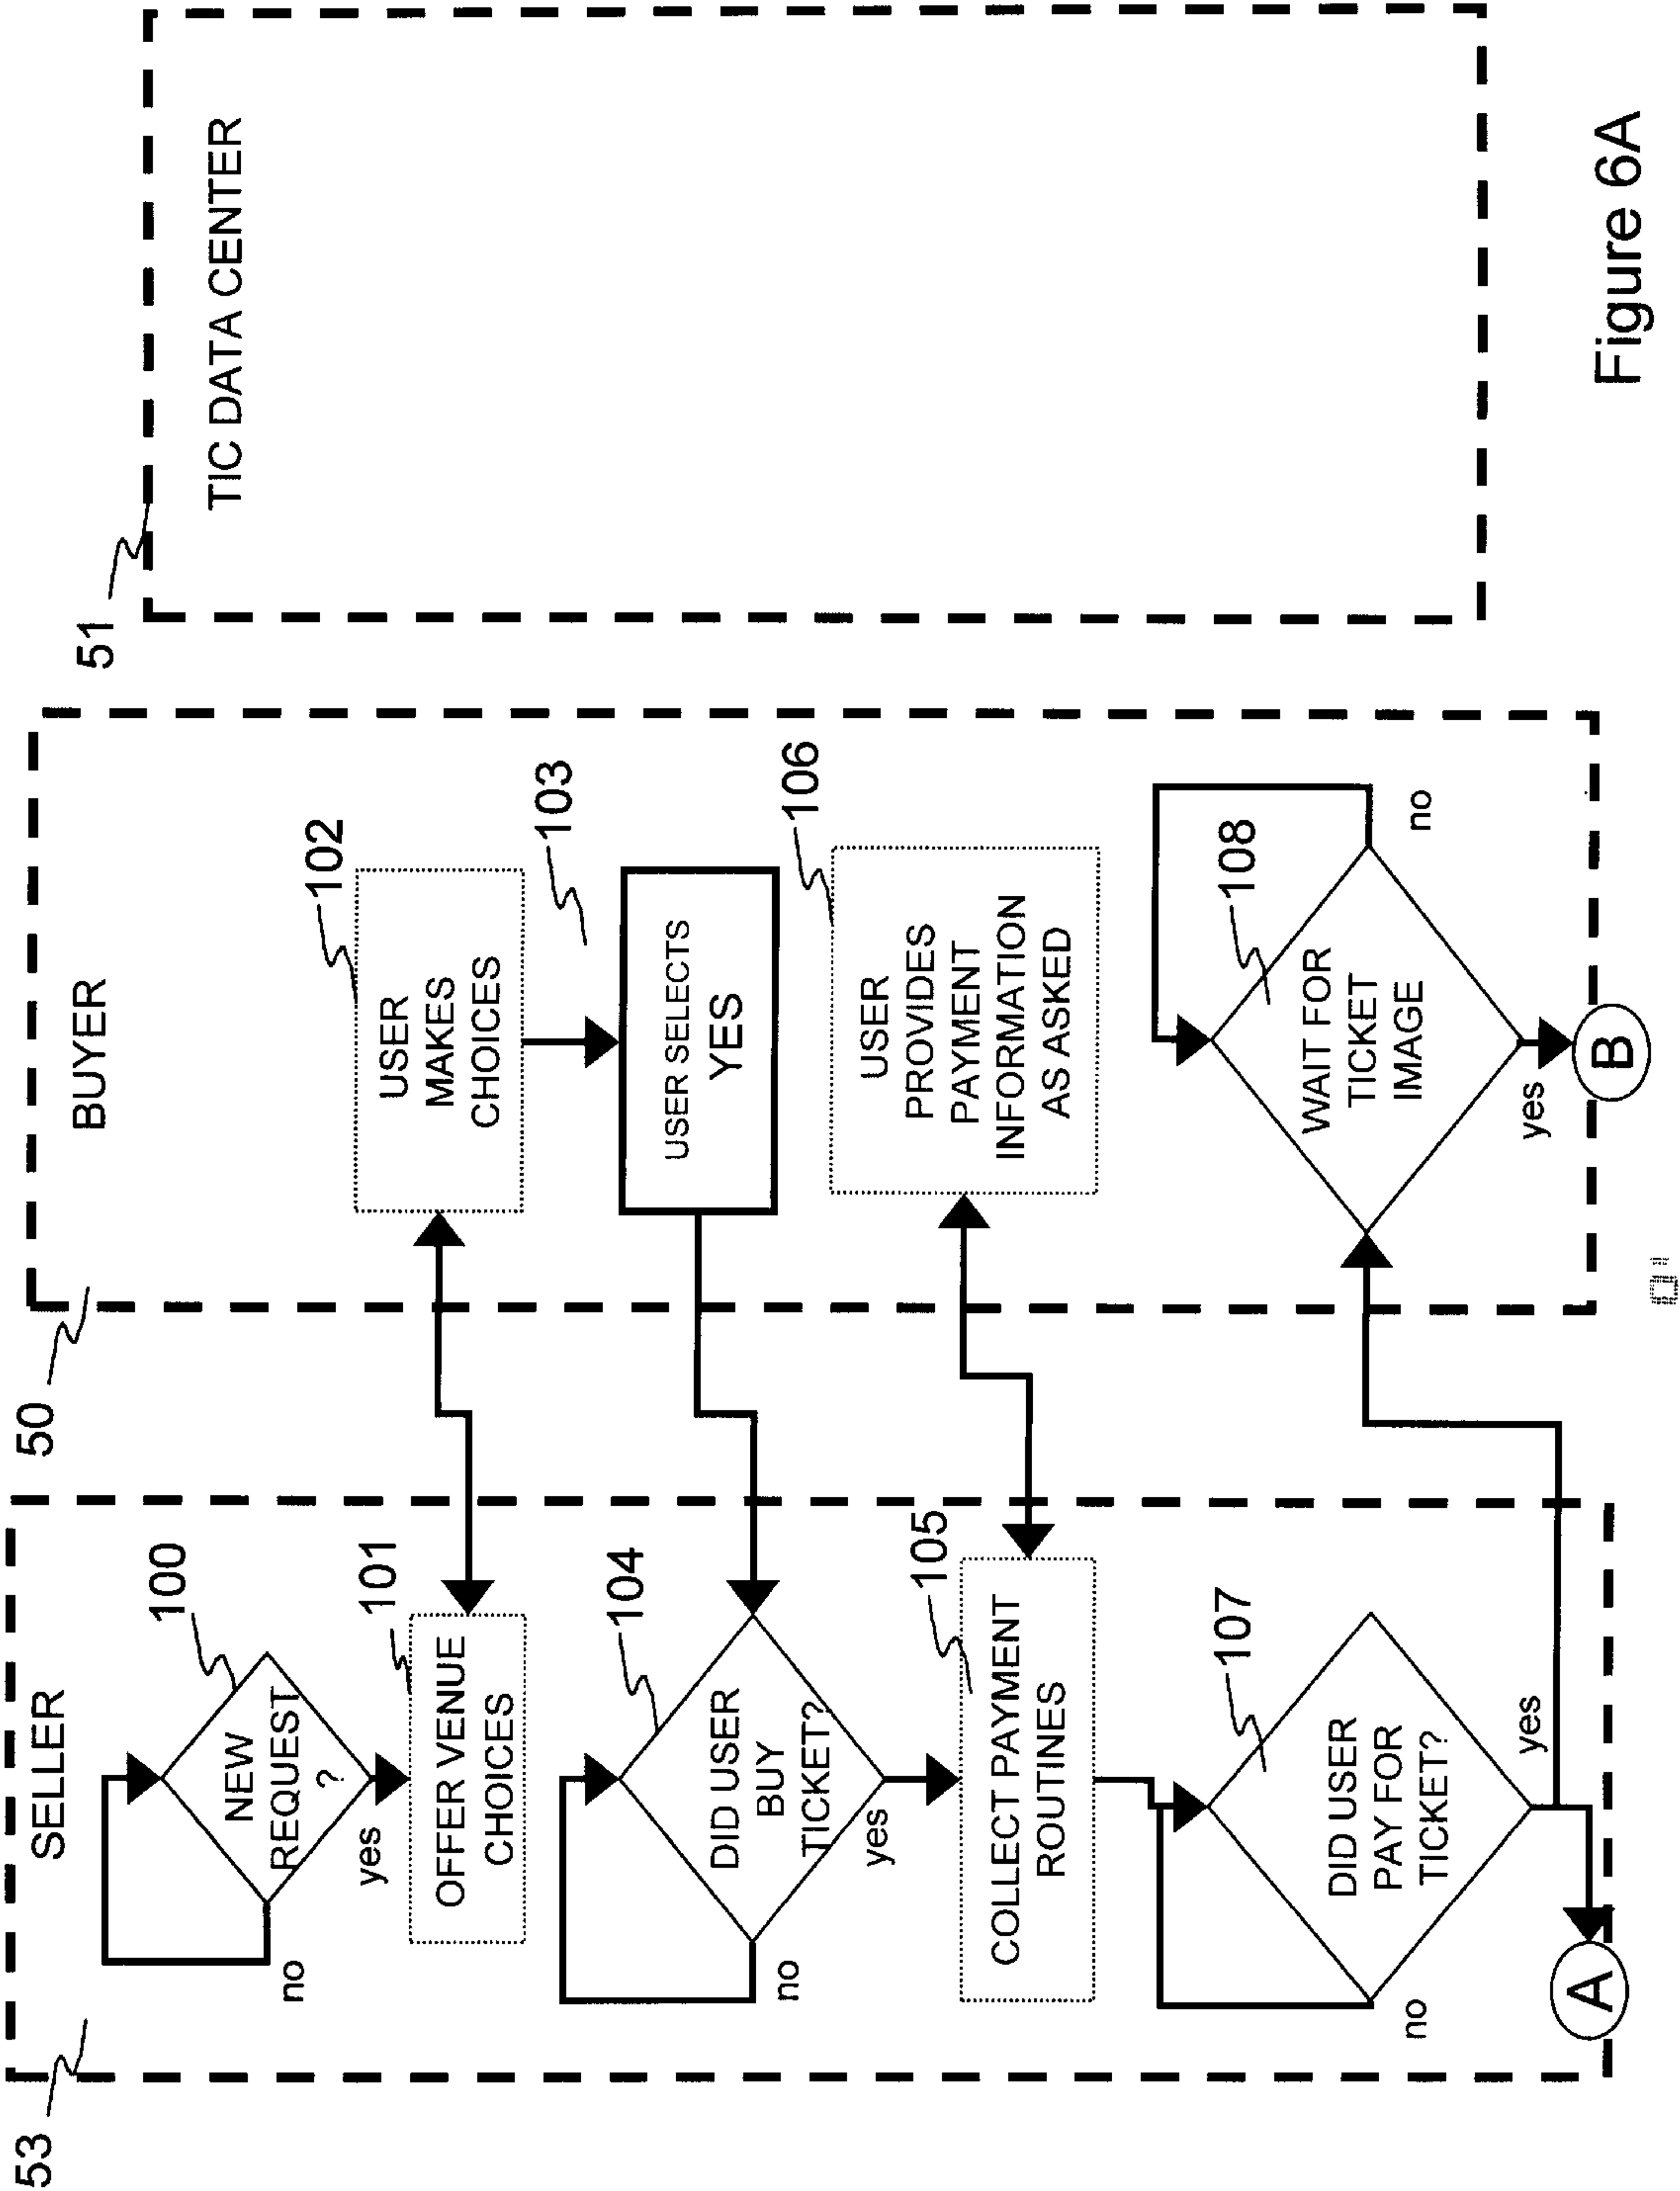 53
SELLER
100
NEW
REQUEST
?
no
yes
101
OFFER VENUE
CHOICES
104
DID USER
BUY
TICKET?
no
yes
105
COLLECT PAYMENT
ROUTINES
107
DID USER
PAY FOR
TICKET?
no
yes
A
50
BUYER
102
USER
MAKES
CHOICES
103
USER SELECTS
YES
106
USER
PROVIDES
PAYMENT
INFORMATION
AS ASKED
108
WAIT FOR
TICKET
IMAGE
no
yes
B
51
TIC DATA CENTER
Figure 6A